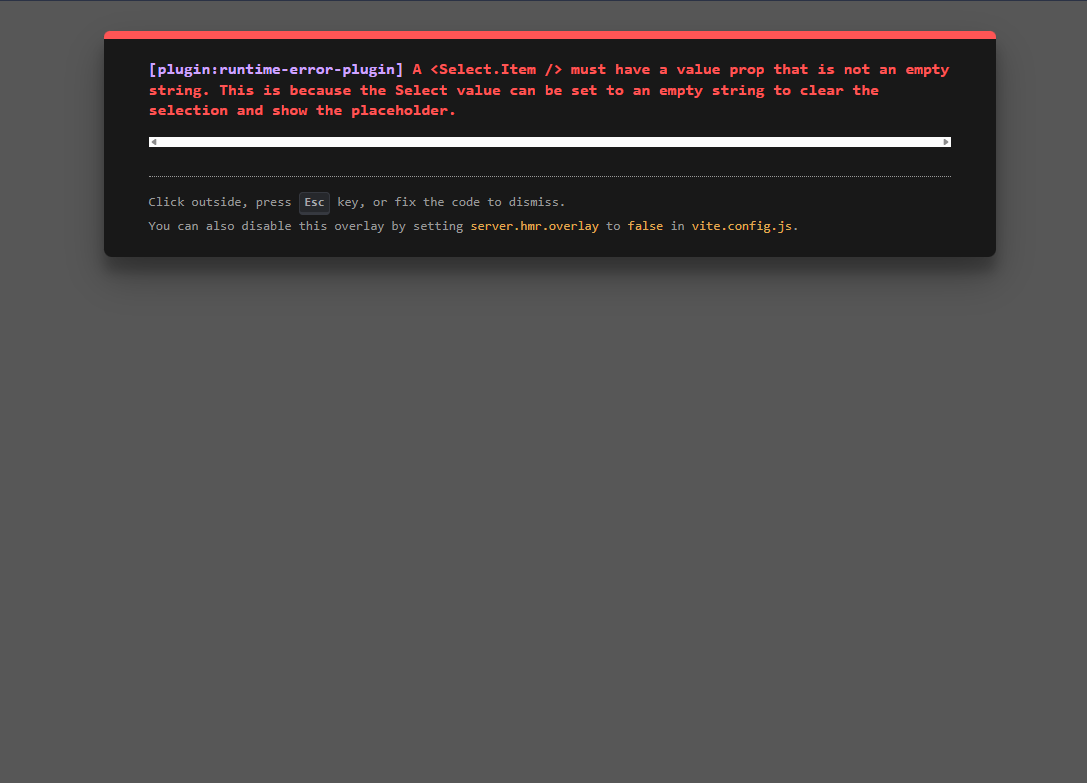 [plugin:runtime-error-plugin] A <Select.Item /> must have a value prop that is not an empty
string. This is because the Select value can be set to an empty string to clear the
selection and show the placeholder.
Click outside, press Esc key, or fix the code to dismiss.
You can also disable this overlay by setting server.hmr.overlay to false in vite.config.js.